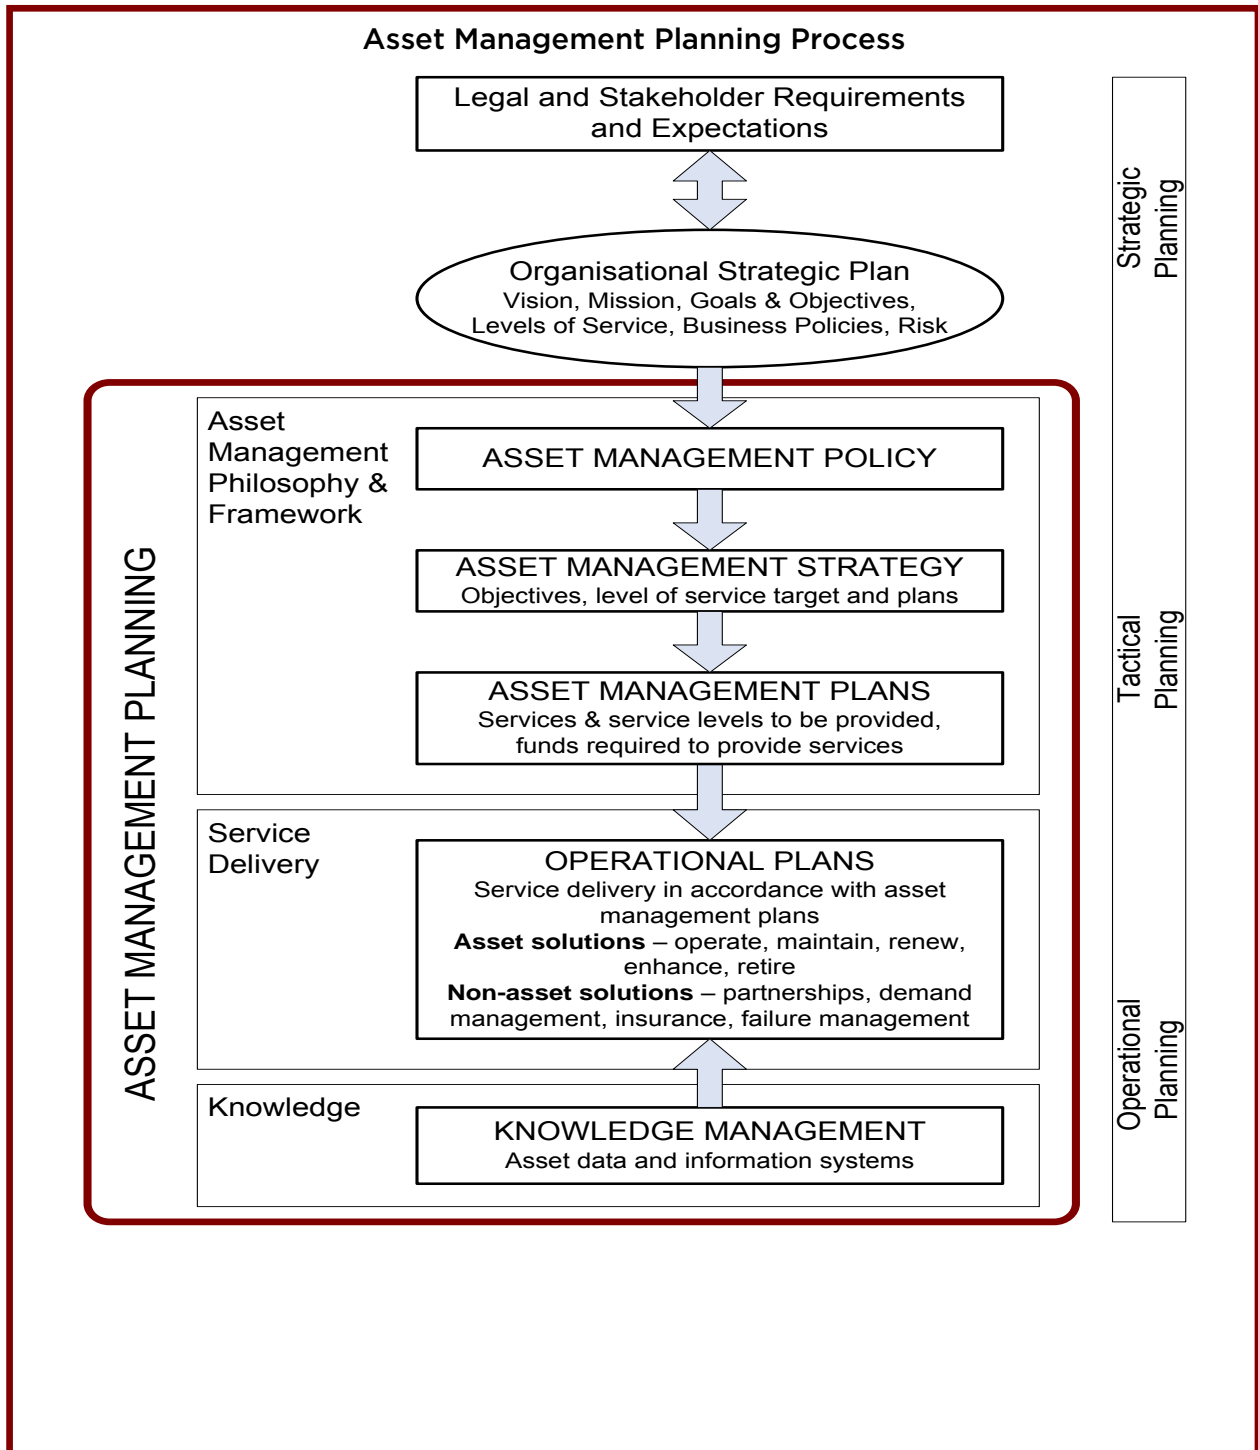 Asset Management Planning Process
Legal and Stakeholder Requirements
and Expectations
Organisational Strategic Plan
Vision, Mission, Goals & Objectives,
Levels of Service, Business Policies, Risk
Strategic
Planning
ASSET MANAGEMENT PLANNING
Asset
Management
Philosophy &
Framework
ASSET MANAGEMENT POLICY
ASSET MANAGEMENT STRATEGY
Objectives, level of service target and plans
ASSET MANAGEMENT PLANS
Services & service levels to be provided,
funds required to provide services
Tactical
Planning
Service
Delivery
OPERATIONAL PLANS
Service delivery in accordance with asset
management plans
Asset solutions – operate, maintain, renew,
enhance, retire
Non-asset solutions – partnerships, demand
management, insurance, failure management
Operational
Planning
Knowledge
KNOWLEDGE MANAGEMENT
Asset data and information systems